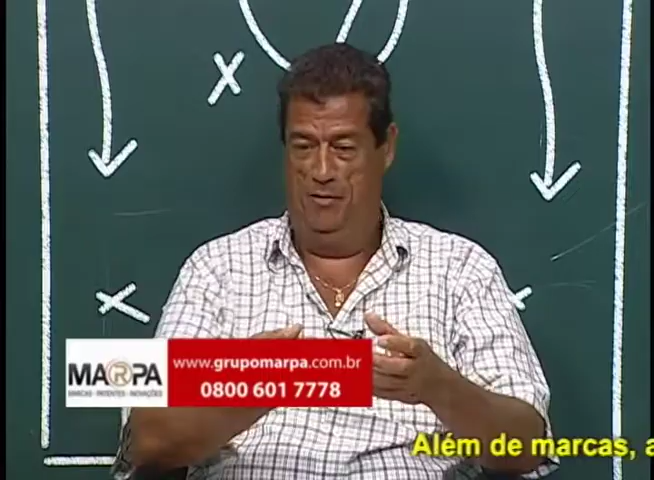 MARPA
MARCAS • PATENTES • INOVAÇÕES
www.grupomarpa.com.br
0800 601 7778
Além de marcas, a